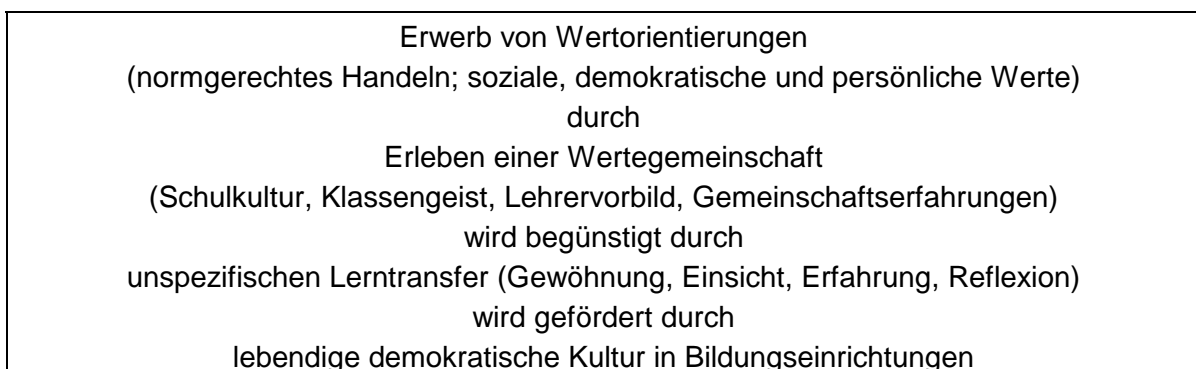 Erwerb von Wertorientierungen
(normgerechtes Handeln; soziale, demokratische und persönliche Werte)
durch
Erleben einer Wertegemeinschaft
(Schulkultur, Klassengeist, Lehrervorbild, Gemeinschaftserfahrungen)
wird begünstigt durch
unspezifischen Lerntransfer (Gewöhnung, Einsicht, Erfahrung, Reflexion)
wird gefördert durch
lebendige demokratische Kultur in Bildungseinrichtungen